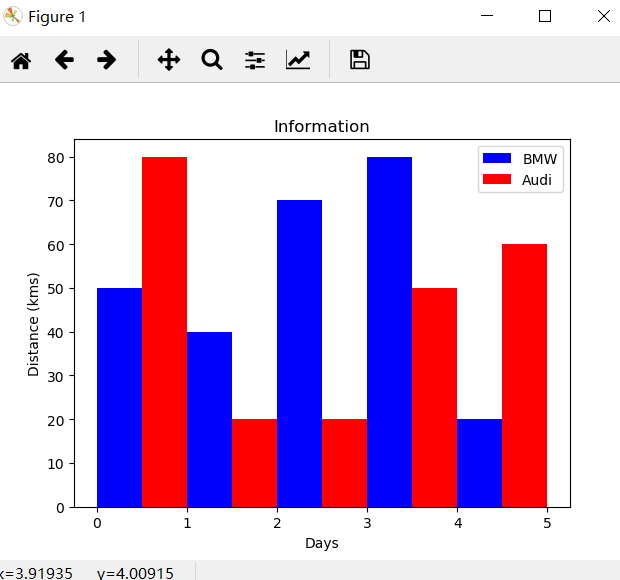 Figure 1
Information
80
70
60
50
40
30
20
10
0
Distance (kms)
BMW
Audi
0 1 2 3 4 5
Days
x=3.91935 y=4.00915